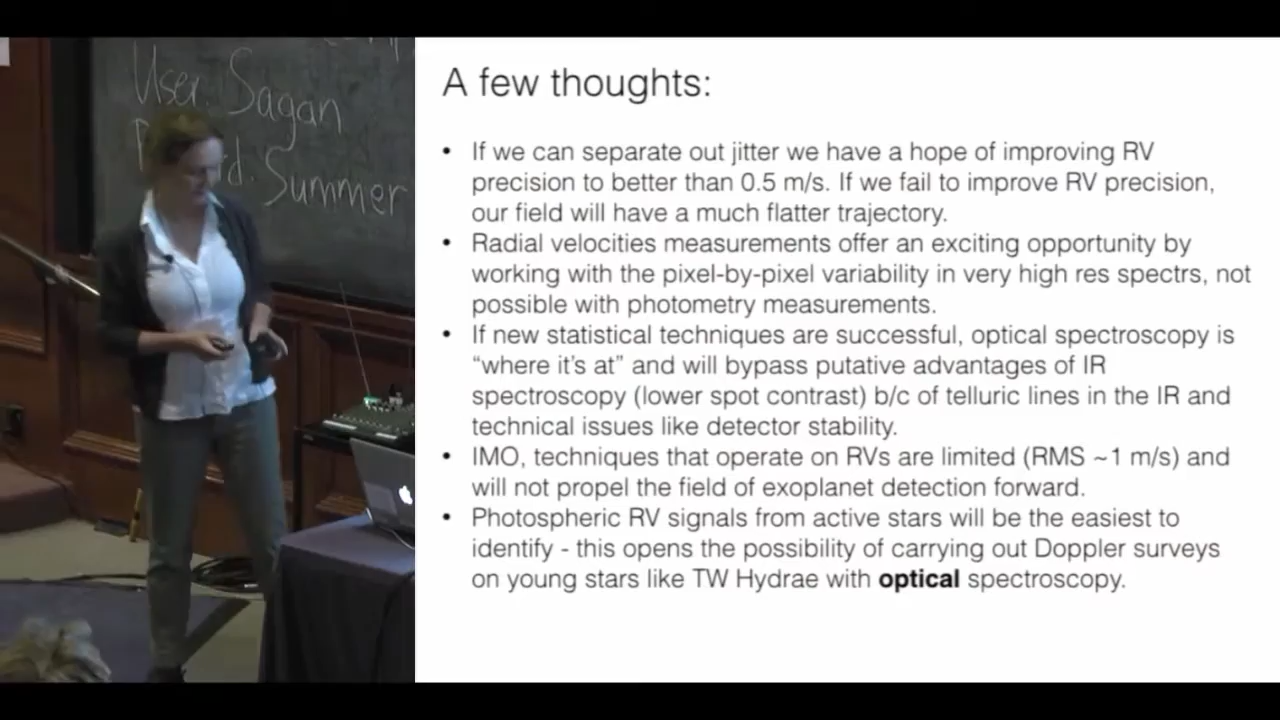 User. Sagan
Summer
A few thoughts:
• If we can separate out jitter we have a hope of improving RV
precision to better than 0.5 m/s. If we fail to improve RV precision,
our field will have a much flatter trajectory.
• Radial velocities measurements offer an exciting opportunity by
working with the pixel-by-pixel variability in very high res spectrs, not
possible with photometry measurements.
• If new statistical techniques are successful, optical spectroscopy is
“where it’s at” and will bypass putative advantages of IR
spectroscopy (lower spot contrast) b/c of telluric lines in the IR and
technical issues like detector stability.
• IMO, techniques that operate on RVs are limited (RMS ~1 m/s) and
will not propel the field of exoplanet detection forward.
• Photospheric RV signals from active stars will be the easiest to
identify - this opens the possibility of carrying out Doppler surveys
on young stars like TW Hydrae with optical spectroscopy.